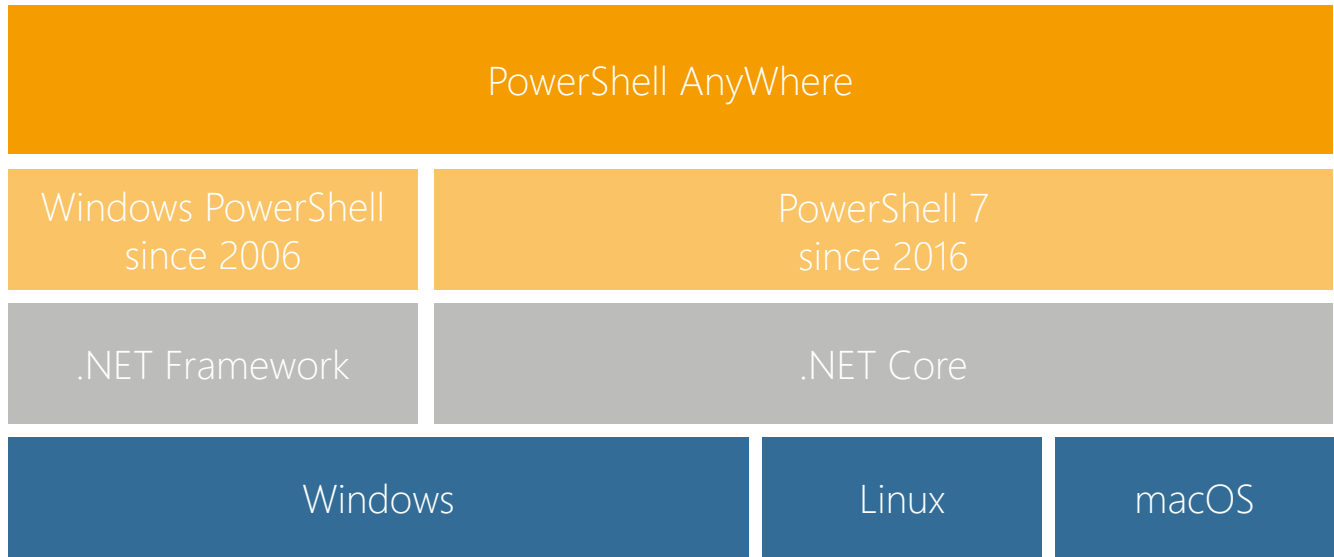 PowerShell AnyWhere
Windows PowerShell
since 2006
PowerShell 7
since 2016
.NET Framework
.NET Core
Windows
Linux
macOS